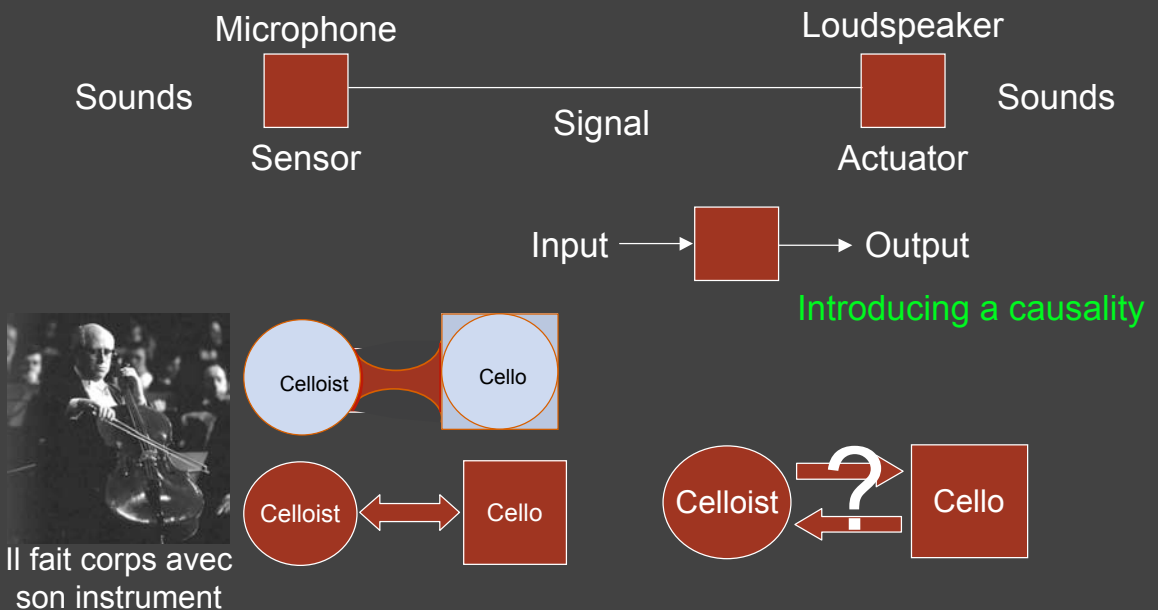 Microphone
Loudspeaker
Sounds
Signal
Sounds
Sensor
Actuator
Input
Output
Introducing a causality
Celloist
Cello
Celloist
Cello
?
Celloist
Cello
Il fait corps avec
son instrument